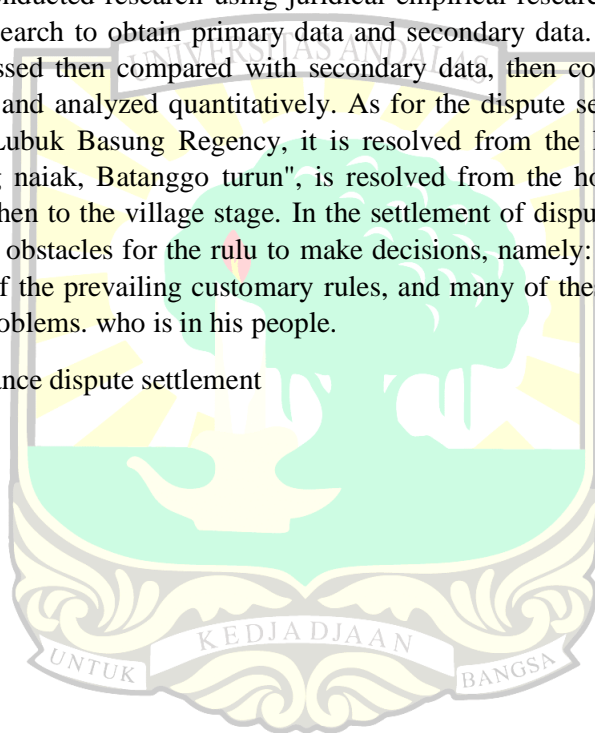 onducted research using juridical empirical resear
search to obtain primary data and secondary data.
UNIVERSITAS ANDALAS
ssed then compared with secondary data, then co
and analyzed quantitatively. As for the dispute se
Lubuk Basung Regency, it is resolved from the
g naiak, Batanggo turun", is resolved from the ho
hen to the village stage. In the settlement of dispu
obstacles for the rulu to make decisions, namely:
f the prevailing customary rules, and many of thes
oblems. who is in his people.
ance dispute settlement
KEDJADJAAN
UNTUK
BANGSA